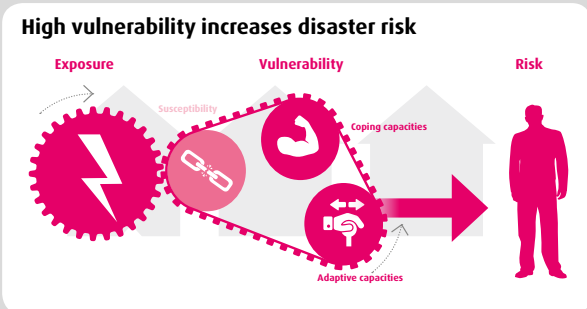 High vulnerability increases disaster risk
Exposure
Vulnerability
Risk
Susceptibility
Coping capacities
Adaptive capacities